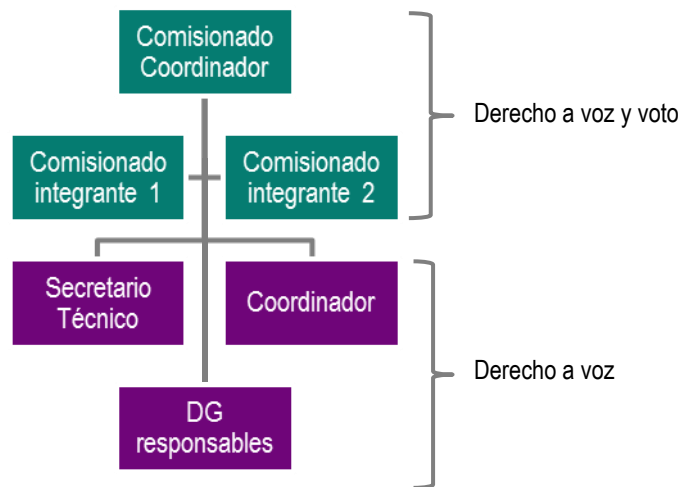 Comisionado
Coordinador
Derecho a voz y voto
Comisionado
integrante 1
Comisionado
integrante 2
Secretario
Técnico
Coordinador
Derecho a voz
DG
responsables